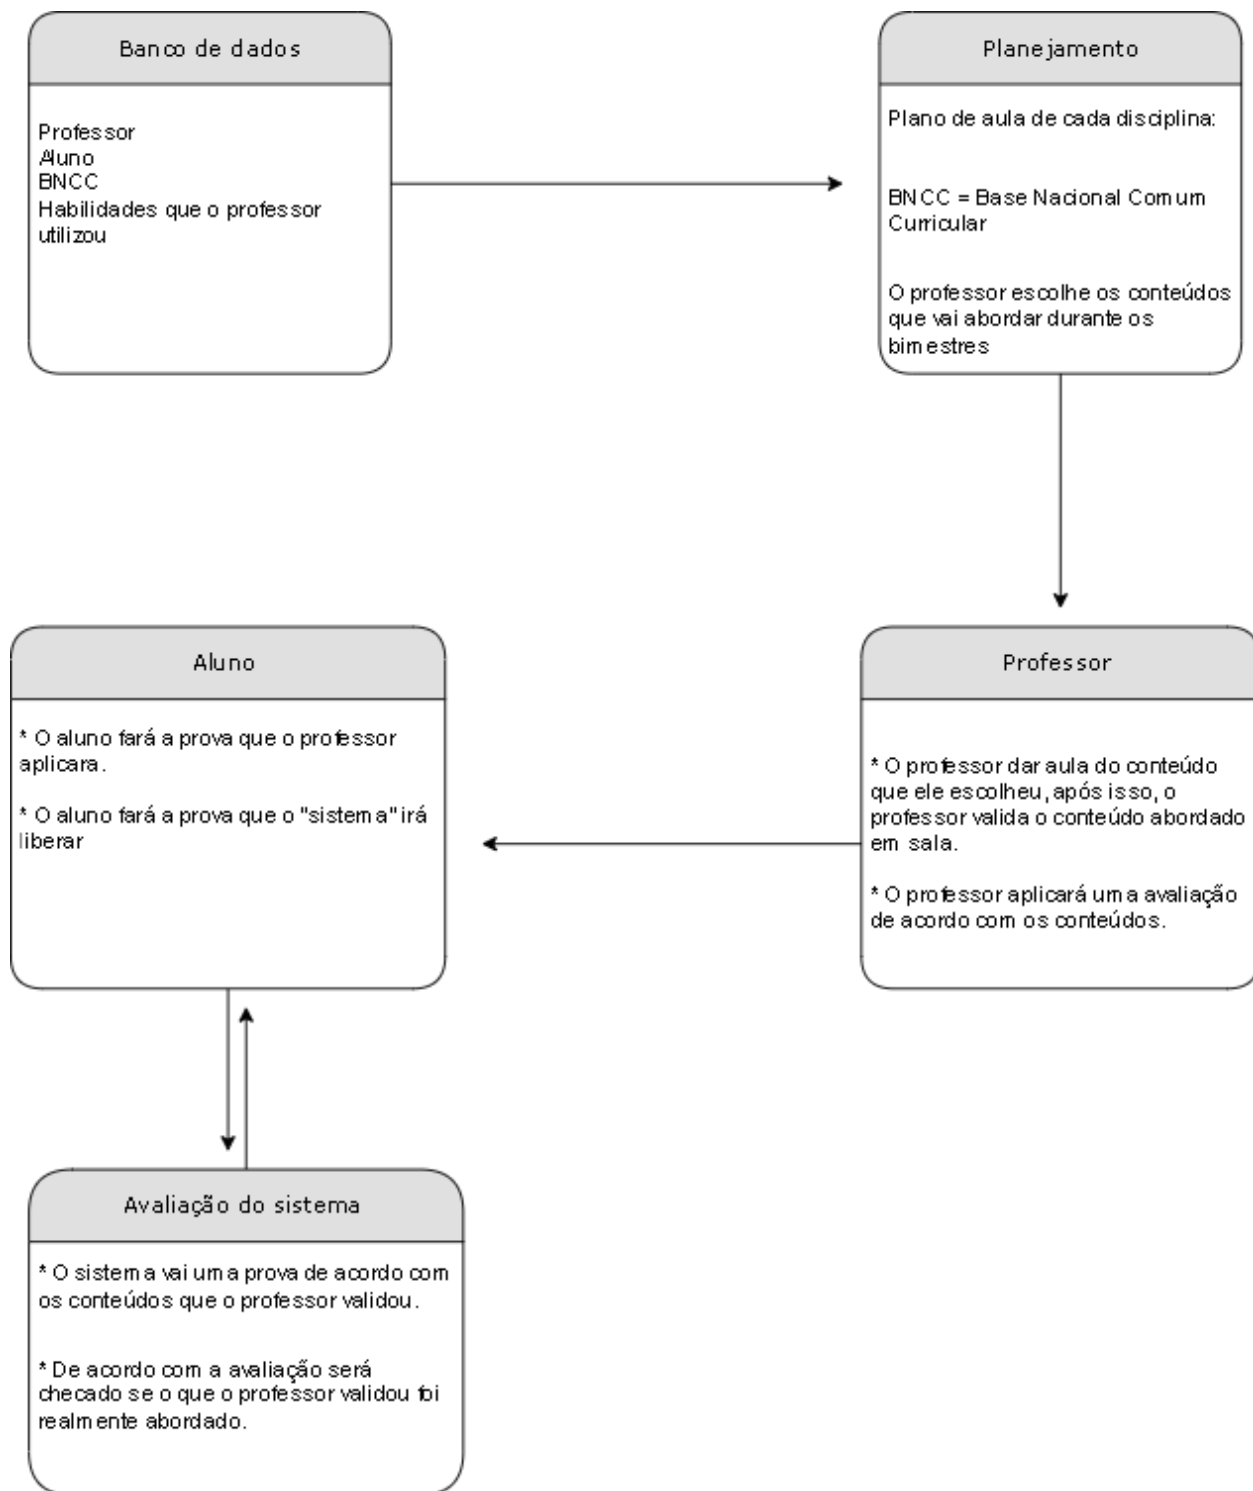 Banco de dados
Professor
Aluno
BNCC
Habilidades que o professor
utilizou
Planejamento
Plano de aula de cada disciplina:
BNCC = Base Nacional Comum
Curricular
O professor escolhe os conteúdos
que vai abordar durante os
bimestres
Aluno
* O aluno fará a prova que o professor
aplicara.
* O aluno fará a prova que o "sistema" irá
liberar
Professor
* O professor dar aula do conteúdo
que ele escolheu, após isso, o
professor valida o conteúdo abordado
em sala.
* O professor aplicará uma avaliação
de acordo com os conteúdos.
Avaliação do sistema
* O sistema vai uma prova de acordo com
os conteúdos que o professor validou.
* De acordo com a avaliação será
checado se o que o professor validou foi
realmente abordado.